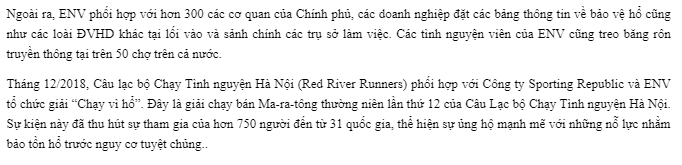 Ngoài ra, ENV phối hợp với hơn 300 các cơ quan của Chính phủ, các doanh nghiệp đặt các bảng thông tin về bảo vệ hổ cũng
như các loài ĐVHD khác tại lối vào và sảnh chính các trụ sở làm việc. Các tình nguyện viên của ENV cũng treo băng rôn
truyền thông tại trên 50 chợ trên cả nước.
Tháng 12/2018, Câu lạc bộ Chạy Tình nguyện Hà Nội (Red River Runners) phối hợp với Công ty Sporting Republic và ENV
tổ chức giải “Chạy vì hổ”. Đây là giải chạy bán Ma-ra-tông thường niên lần thứ 12 của Câu Lạc bộ Chạy Tình nguyện Hà Nội.
Sự kiện này đã thu hút sự tham gia của hơn 750 người đến từ 31 quốc gia, thể hiện sự ủng hộ mạnh mẽ với những nỗ lực nhằm
bảo tồn hổ trước nguy cơ tuyệt chủng..